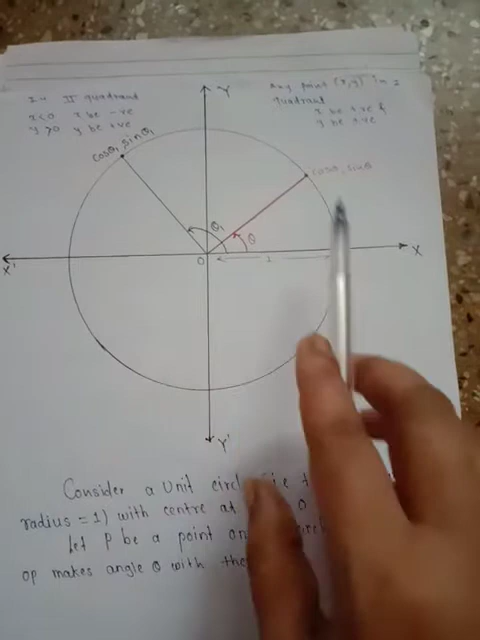 In II quadrant
x<0 x be -ve
y>0 y be +ve
Any point (x,y) in I
quadrant
x be +ve &
y be +ve
Y
cosθ₁, sinθ₁
cosθ, sinθ
θ₁
θ
X'
O
1
X
Y'
Consider a Unit circle i.e
radius = 1) with centre at O
Let P be a point on
op makes angle θ with the